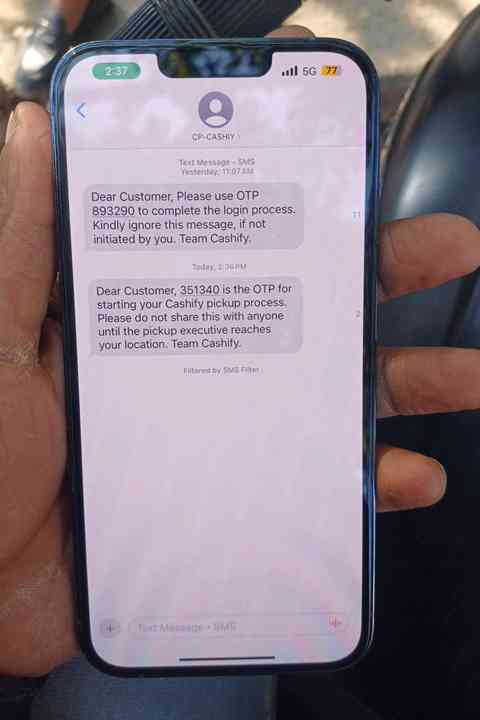 2:37
5G 77
CP-CASHIY
Text Message • SMS
Yesterday, 11:07 AM
Dear Customer, Please use OTP
893290 to complete the login process.
Kindly ignore this message, if not
initiated by you. Team Cashify.
11
Today, 2:36 PM
Dear Customer, 351340 is the OTP for
starting your Cashify pickup process.
Please do not share this with anyone
until the pickup executive reaches
your location. Team Cashify.
2
Filtered by SMS Filter
Text Message • SMS